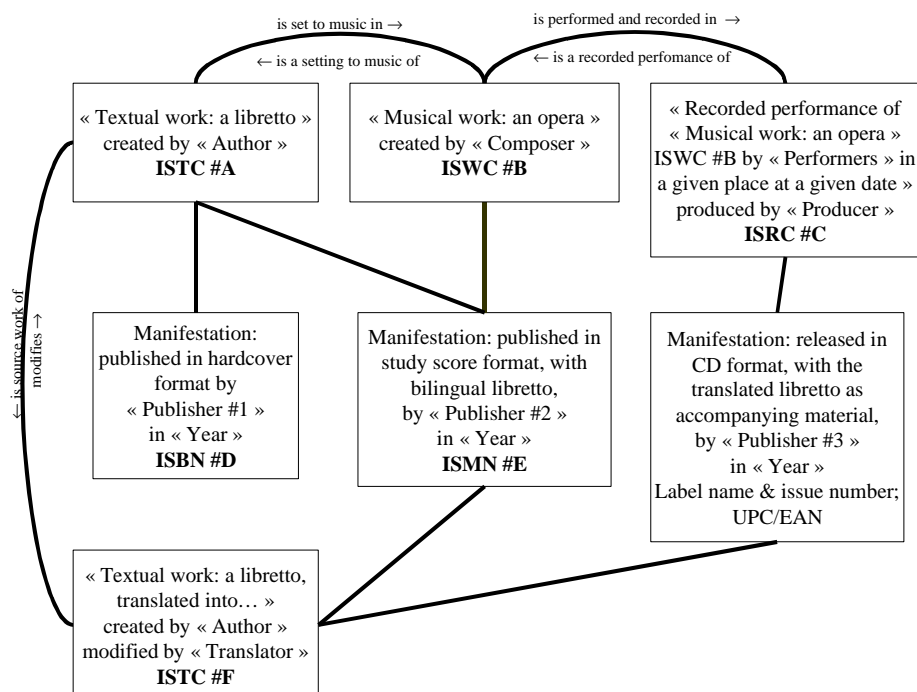 is set to music in →
← is a setting to music of
is performed and recorded in →
← is a recorded perfomance of
« Textual work: a libretto »
created by « Author »
ISTC #A
« Musical work: an opera »
created by « Composer »
ISWC #B
« Recorded performance of
« Musical work: an opera »
ISWC #B by « Performers » in
a given place at a given date »
produced by « Producer »
ISRC #C
← is source work of
modifies →
Manifestation:
published in hardcover
format by
« Publisher #1 »
in « Year »
ISBN #D
Manifestation: published in
study score format, with
bilingual libretto,
by « Publisher #2 »
in « Year »
ISMN #E
Manifestation: released in
CD format, with the
translated libretto as
accompanying material,
by « Publisher #3 »
in « Year »
Label name & issue number;
UPC/EAN
« Textual work: a libretto,
translated into… »
created by « Author »
modified by « Translator »
ISTC #F